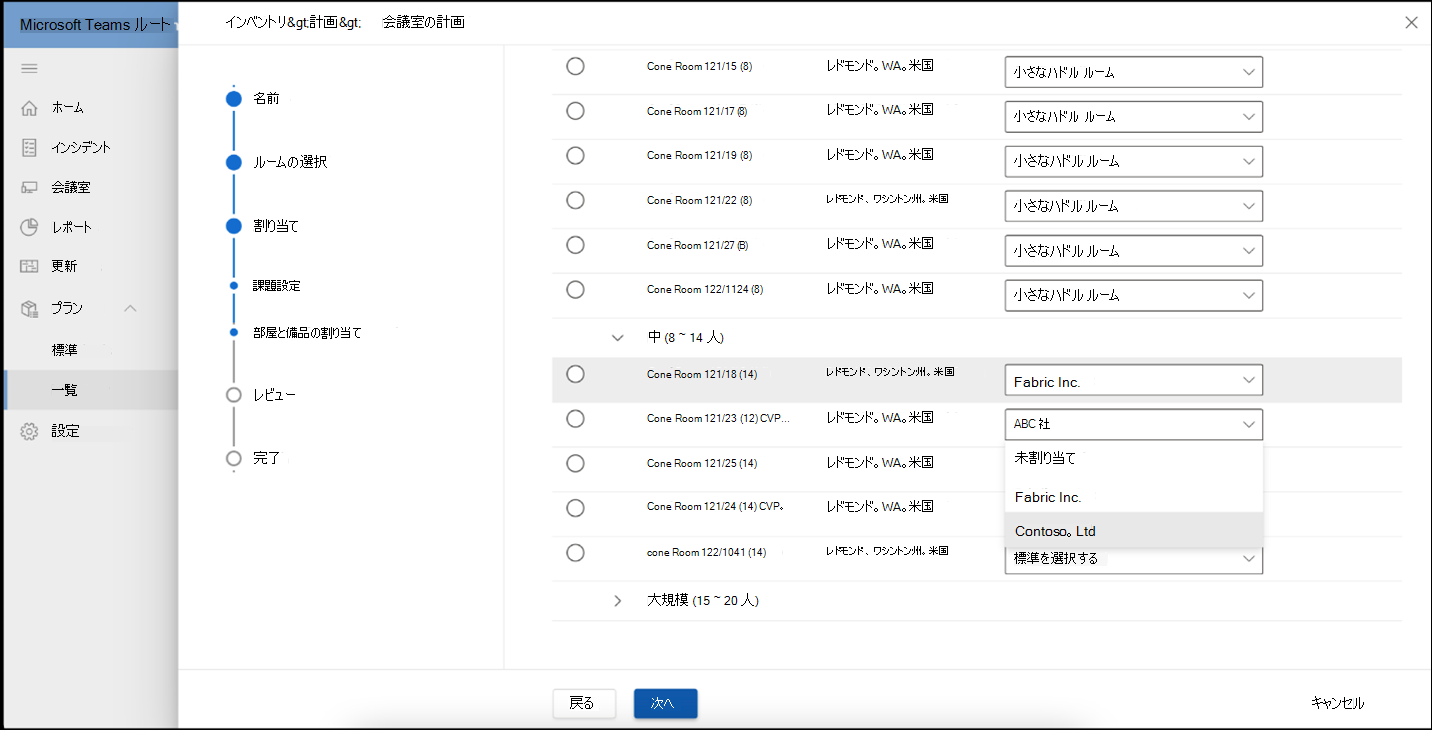 Microsoft Teams ルート
インベントリ&gt;計画&gt; 会議室の計画
ホーム
インシデント
会議室
レポート
更新
プラン
標準
一覧
設定
名前
ルームの選択
割り当て
課題設定
部屋と備品の割り当て
レビュー
完了
Cone Room 121/15 (8) レドモンド。WA。米国 小さなハドル ルーム
Cone Room 121/17 (8) レドモンド。WA。米国 小さなハドル ルーム
Cone Room 121/19 (8) レドモンド。WA。米国 小さなハドル ルーム
Cone Room 121/22 (8) レドモンド、ワシントン州。米国 小さなハドル ルーム
Cone Room 121/27 (B) レドモンド。WA。米国 小さなハドル ルーム
Cone Room 122/1124 (8) レドモンド。WA。米国 小さなハドル ルーム
中 (8 ~ 14 人)
Cone Room 121/18 (14) レドモンド、ワシントン州。米国 Fabric Inc.
Cone Room 121/23 (12) CVP... レドモンド。WA。米国 ABC 社
未割り当て
Cone Room 121/25 (14) レドモンド。WA。米国
Fabric Inc.
Cone Room 121/24 (14) CVP。 レドモンド。WA。米国
Contoso。Ltd
cone Room 122/1041 (14) レドモンド、ワシントン州。米国 標準を選択する
大規模 (15 ~ 20 人)
戻る 次へ キャンセル